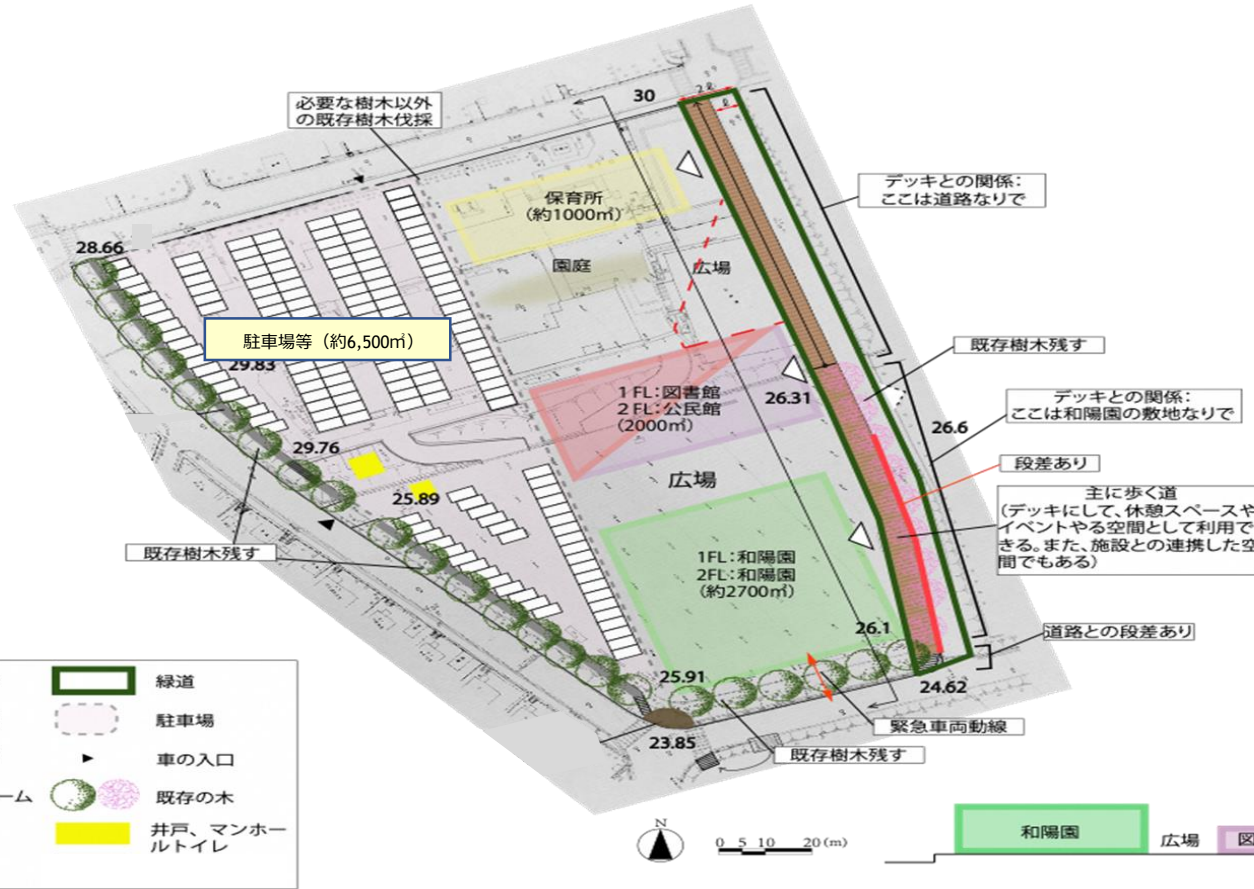 必要な樹木以外
の既存樹木伐採
30
2ℓ
ℓ
デッキとの関係：
ここは道路なりで
保育所
（約1000㎡）
28.66
園庭
広場
駐車場等（約6,500㎡）
29.83
既存樹木残す
1 FL：図書館
2 FL：公民館
（2000㎡）
26.31
デッキとの関係：
ここは和陽園の敷地なりで
26.6
29.76
段差あり
広場
25.89
主に歩く道
（デッキにして、休憩スペースや
イベントやる空間として利用で
きる。また、施設との連携した空
間でもある）
既存樹木残す
1FL：和陽園
2FL：和陽園
（約2700㎡）
26.1
道路との段差あり
25.91
24.62
緊急車両動線
23.85
既存樹木残す
緑道
駐車場
車の入口
ーム
既存の木
井戸、マンホー
ルトイレ
N
0 5 10 20(m)
和陽園
広場
図